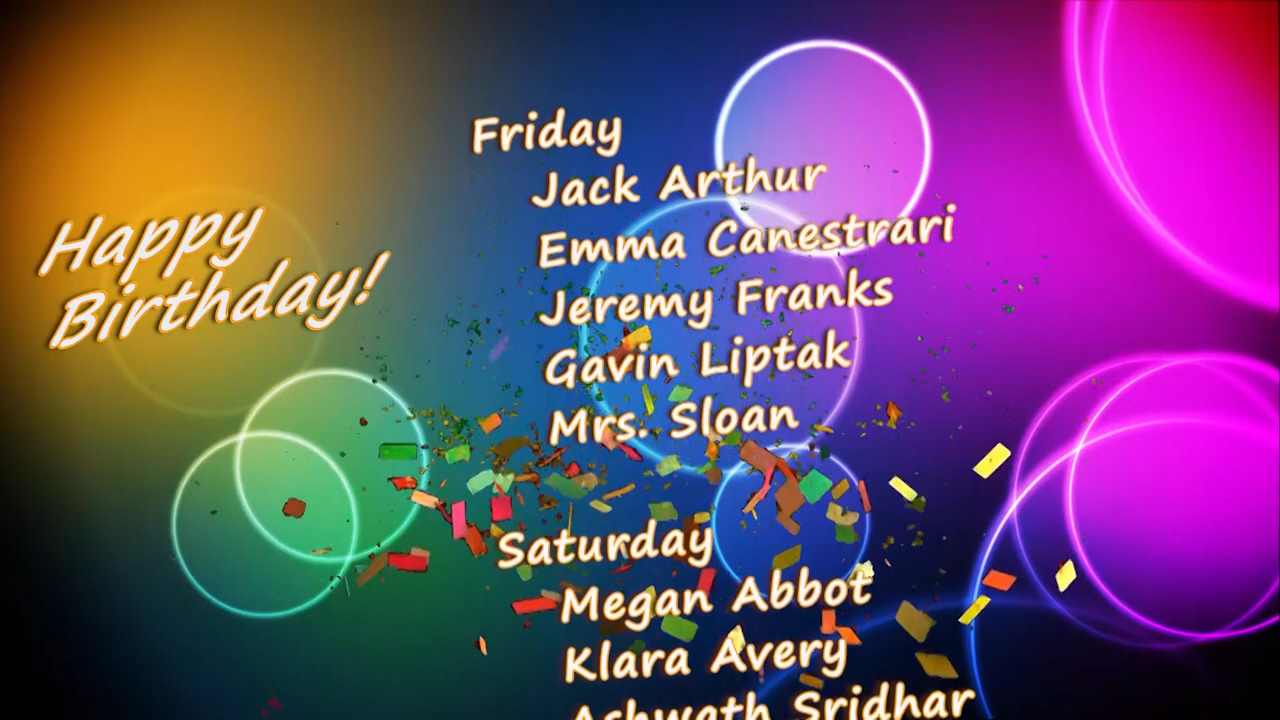 Happy
Birthday!
Friday
Jack Arthur
Emma Canestrari
Jeremy Franks
Gavin Liptak
Mrs. Sloan
Saturday
Megan Abbot
Klara Avery
Ashwath Sridhar